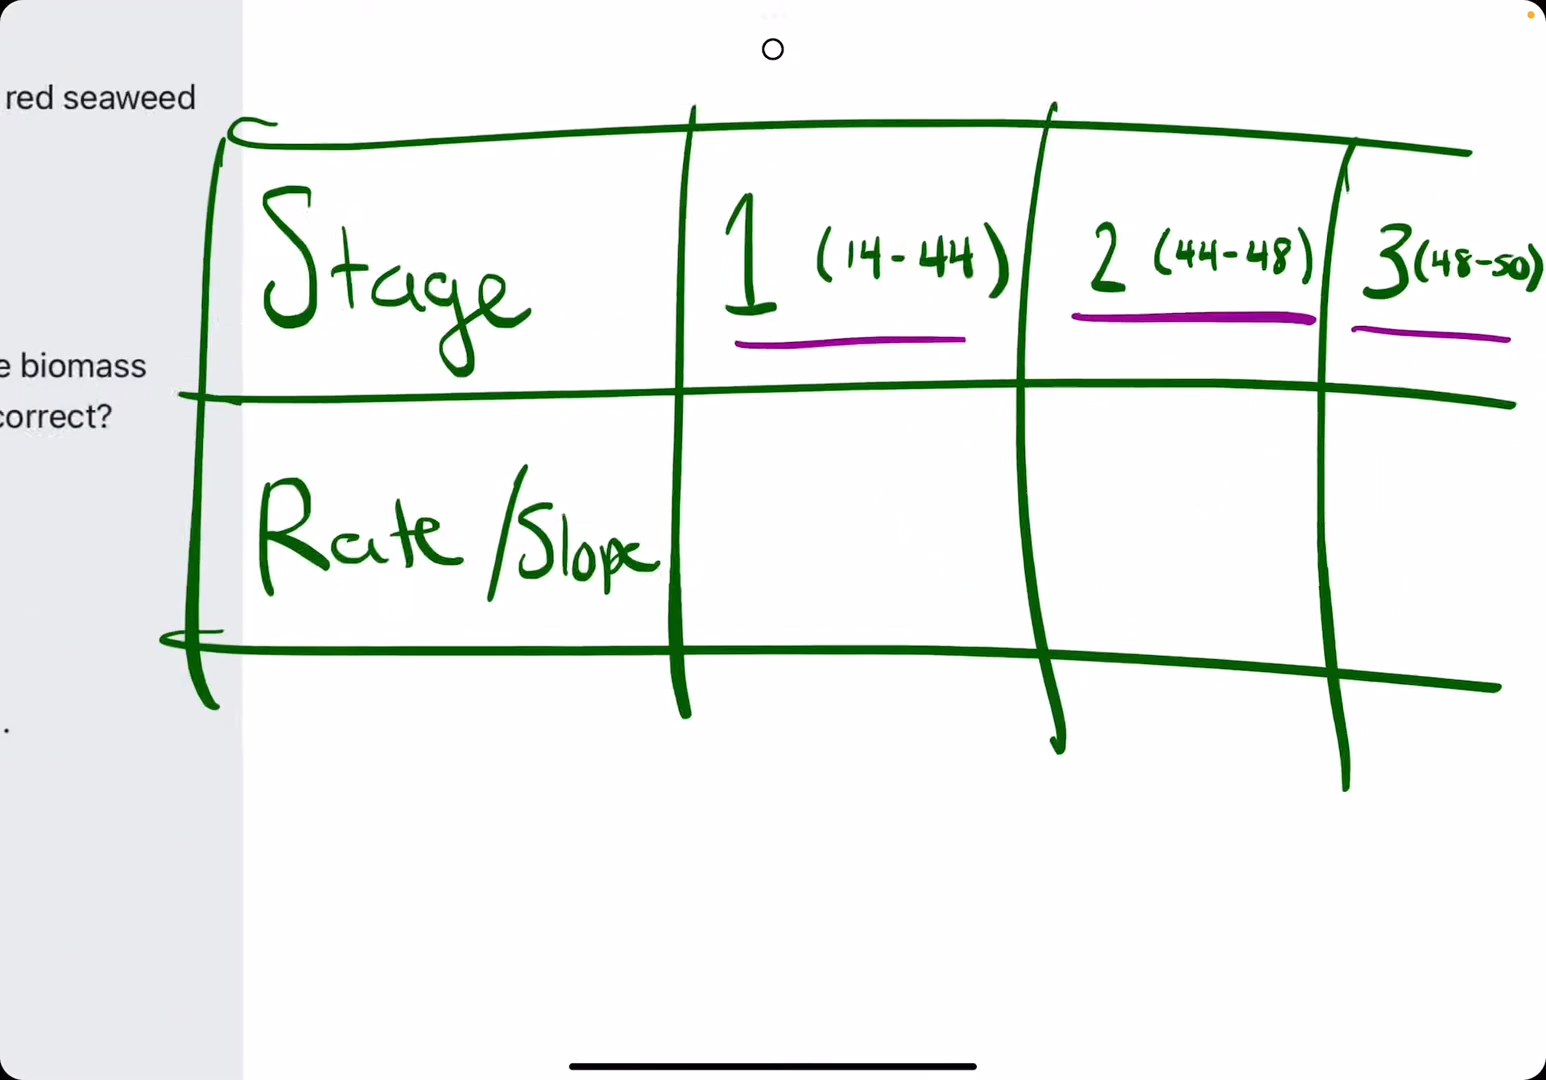 red seaweed
Stage 1 (14-44) 2 (44-48) 3 (48-50)
e biomass
correct?
Rate /Slope
.